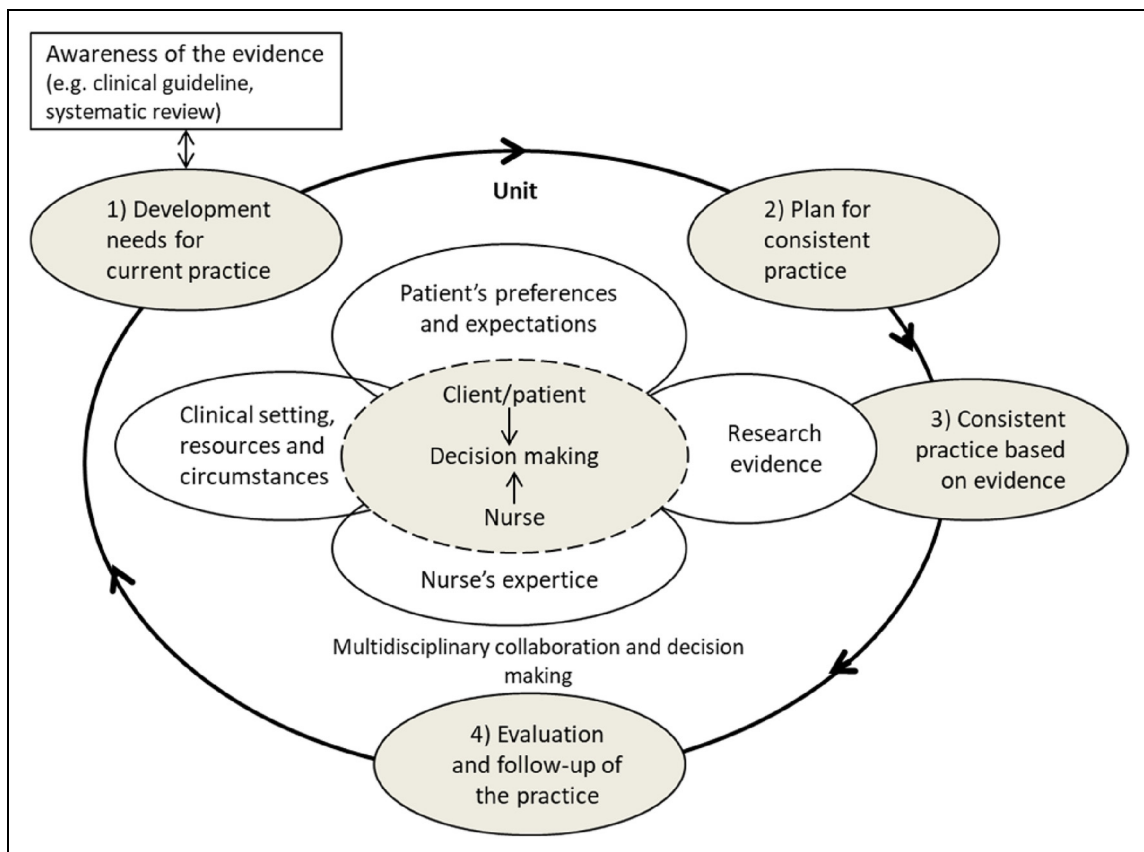 Awareness of the evidence
(e.g. clinical guideline,
systematic review)
Unit
1) Development
needs for
current practice
2) Plan for
consistent
practice
Patient's preferences
and expectations
Clinical setting,
resources and
circumstances
Client/patient
Decision making
Nurse
Research
evidence
3) Consistent
practice based
on evidence
Nurse's expertice
Multidisciplinary collaboration and decision
making
4) Evaluation
and follow-up of
the practice